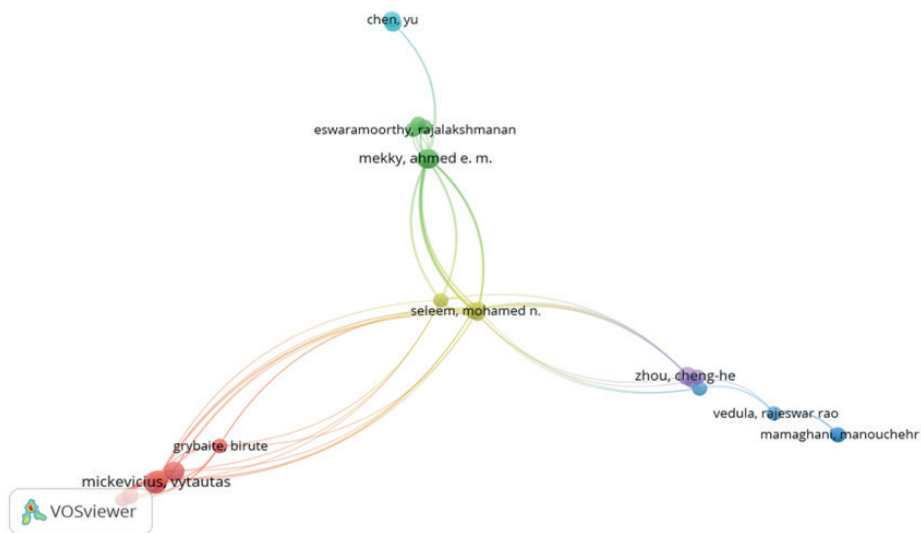 chen, yu
eswaramoorthy, rajalakshmanan
mekky, ahmed e. m.
seleem, mohamed n.
zhou, cheng-he
vedula, rajeswar rao
mamaghani, manouchehr
grybaite, birute
mickevicius, vytautas
VOSviewer